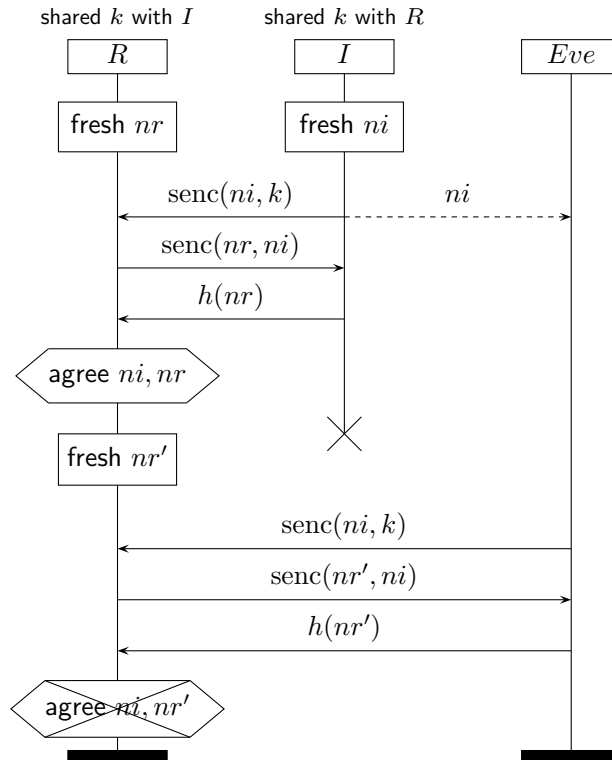 shared k with I
shared k with R
R
I
Eve
fresh nr
fresh ni
senc(ni, k)
ni
senc(nr, ni)
h(nr)
agree ni, nr
fresh nr′
senc(ni, k)
senc(nr′, ni)
h(nr′)
agree ni, nr′